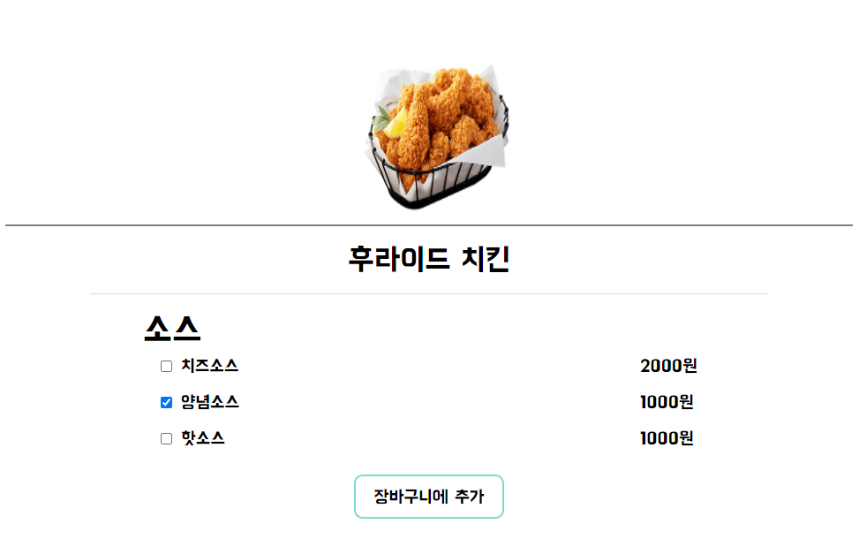 후라이드 치킨
소스
치즈소스 2000원
양념소스 1000원
핫소스 1000원
장바구니에 추가